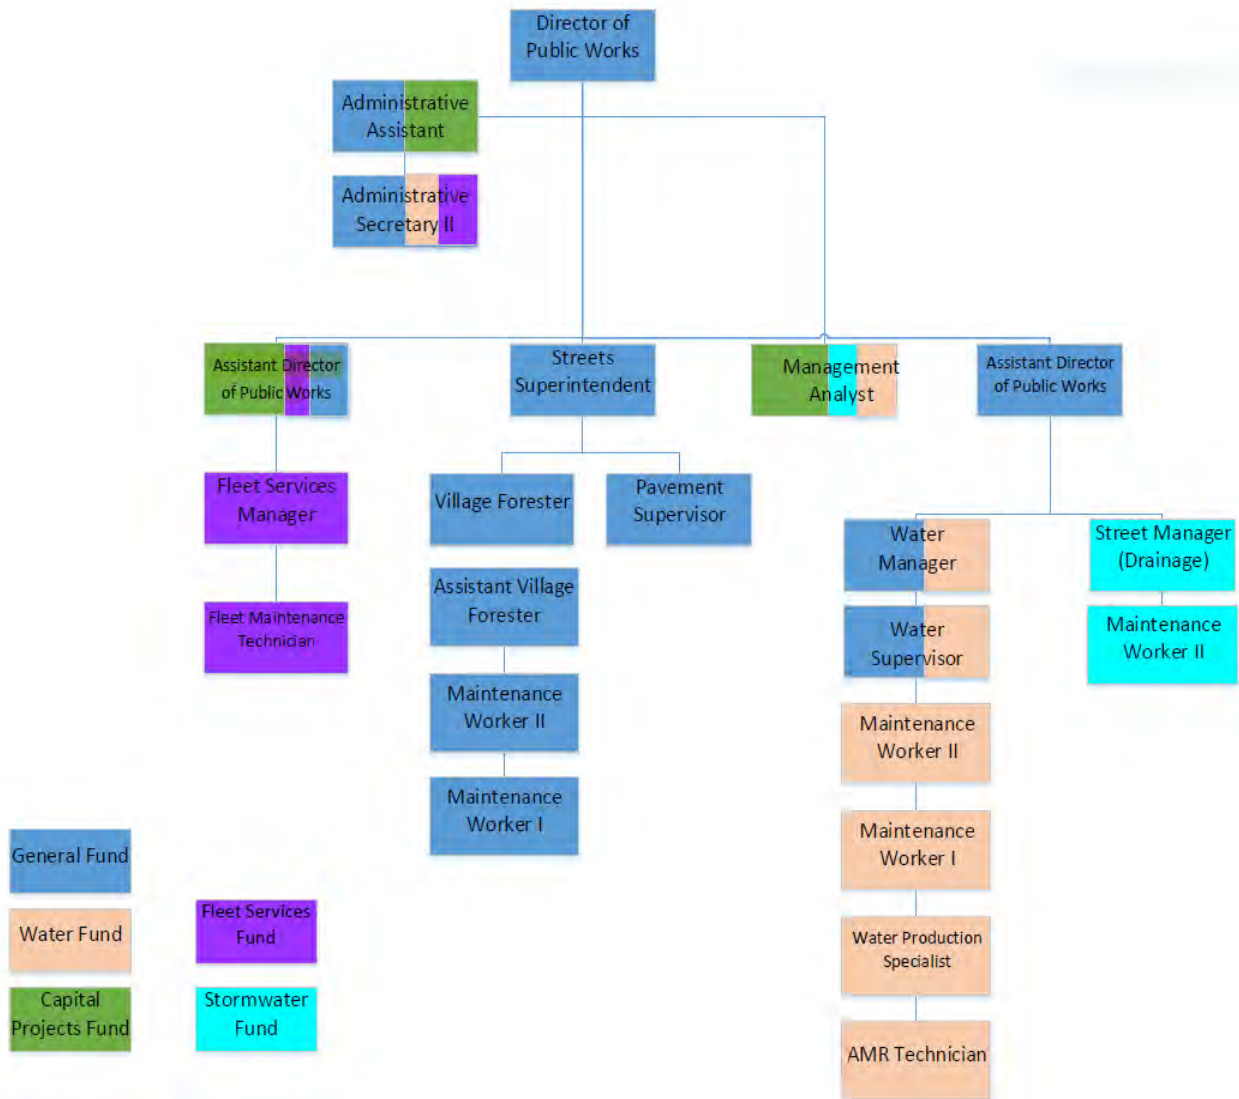 Director of
Public Works
Administrative
Assistant
Administrative
Secretary II
Assistant Director
of Public Works
Streets
Superintendent
Management
Analyst
Assistant Director
of Public Works
Fleet Services
Manager
Village Forester
Pavement
Supervisor
Water
Manager
Street Manager
(Drainage)
Fleet Maintenance
Technician
Assistant Village
Forester
Water
Supervisor
Maintenance
Worker II
Maintenance
Worker II
Maintenance
Worker II
Maintenance
Worker I
Maintenance
Worker I
General Fund
Water Fund
Fleet Services
Fund
Water Production
Specialist
Capital
Projects Fund
Stormwater
Fund
AMR Technician